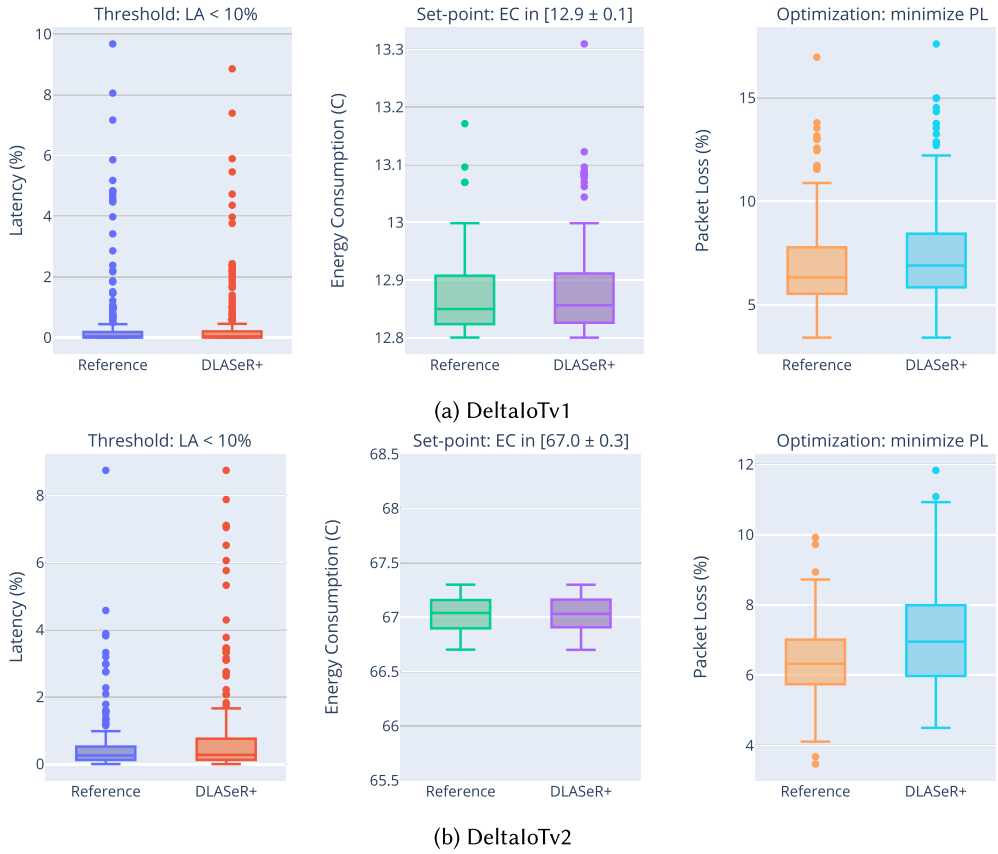 Threshold: LA < 10%
Set-point: EC in [12.9 ± 0.1]
Optimization: minimize PL
Latency (%)
10
8
6
4
2
0
Reference
DLASeR+
Energy Consumption (C)
13.3
13.2
13.1
13
12.9
12.8
Reference
DLASeR+
Packet Loss (%)
15
10
5
Reference
DLASeR+
(a) DeltaIoTv1
Threshold: LA < 10%
Set-point: EC in [67.0 ± 0.3]
Optimization: minimize PL
Latency (%)
8
6
4
2
0
Reference
DLASeR+
Energy Consumption (C)
68.5
68
67.5
67
66.5
66
65.5
Reference
DLASeR+
Packet Loss (%)
12
10
8
6
4
Reference
DLASeR+
(b) DeltaIoTv2